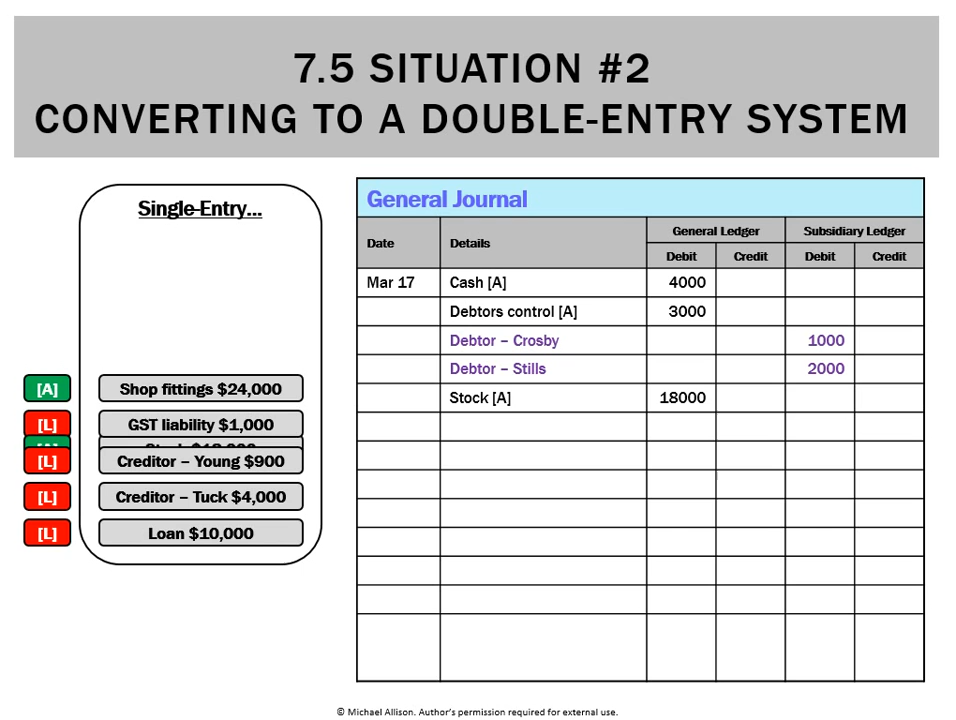 7.5 SITUATION #2
CONVERTING TO A DOUBLE-ENTRY SYSTEM
Single-Entry...
[A] Shop fittings $24,000
[L] GST liability $1,000
[L] Creditor – Young $900
[L] Creditor – Tuck $4,000
[L] Loan $10,000
General Journal
Date Details General Ledger Subsidiary Ledger
Debit Credit Debit Credit
Mar 17 Cash [A] 4000
Debtors control [A] 3000
Debtor – Crosby 1000
Debtor – Stills 2000
Stock [A] 18000
© Michael Allison. Author's permission required for external use.